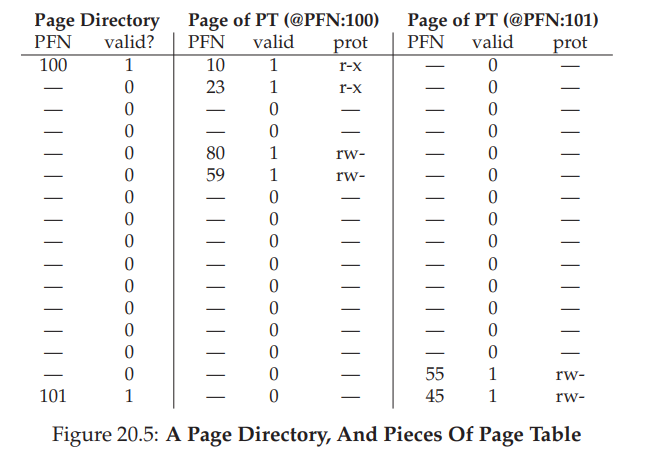 Page Directory Page of PT (@PFN:100) Page of PT (@PFN:101)
PFN valid? PFN valid prot PFN valid prot
100 1 10 1 r-x — 0 —
— 0 23 1 r-x — 0 —
— 0 — 0 — — 0 —
— 0 — 0 — — 0 —
— 0 80 1 rw- — 0 —
— 0 59 1 rw- — 0 —
— 0 — 0 — — 0 —
— 0 — 0 — — 0 —
— 0 — 0 — — 0 —
— 0 — 0 — — 0 —
— 0 — 0 — — 0 —
— 0 — 0 — — 0 —
— 0 — 0 — — 0 —
— 0 — 0 — — 0 —
— 0 — 0 — 55 1 rw-
101 1 — 0 — 45 1 rw-
Figure 20.5: A Page Directory, And Pieces Of Page Table